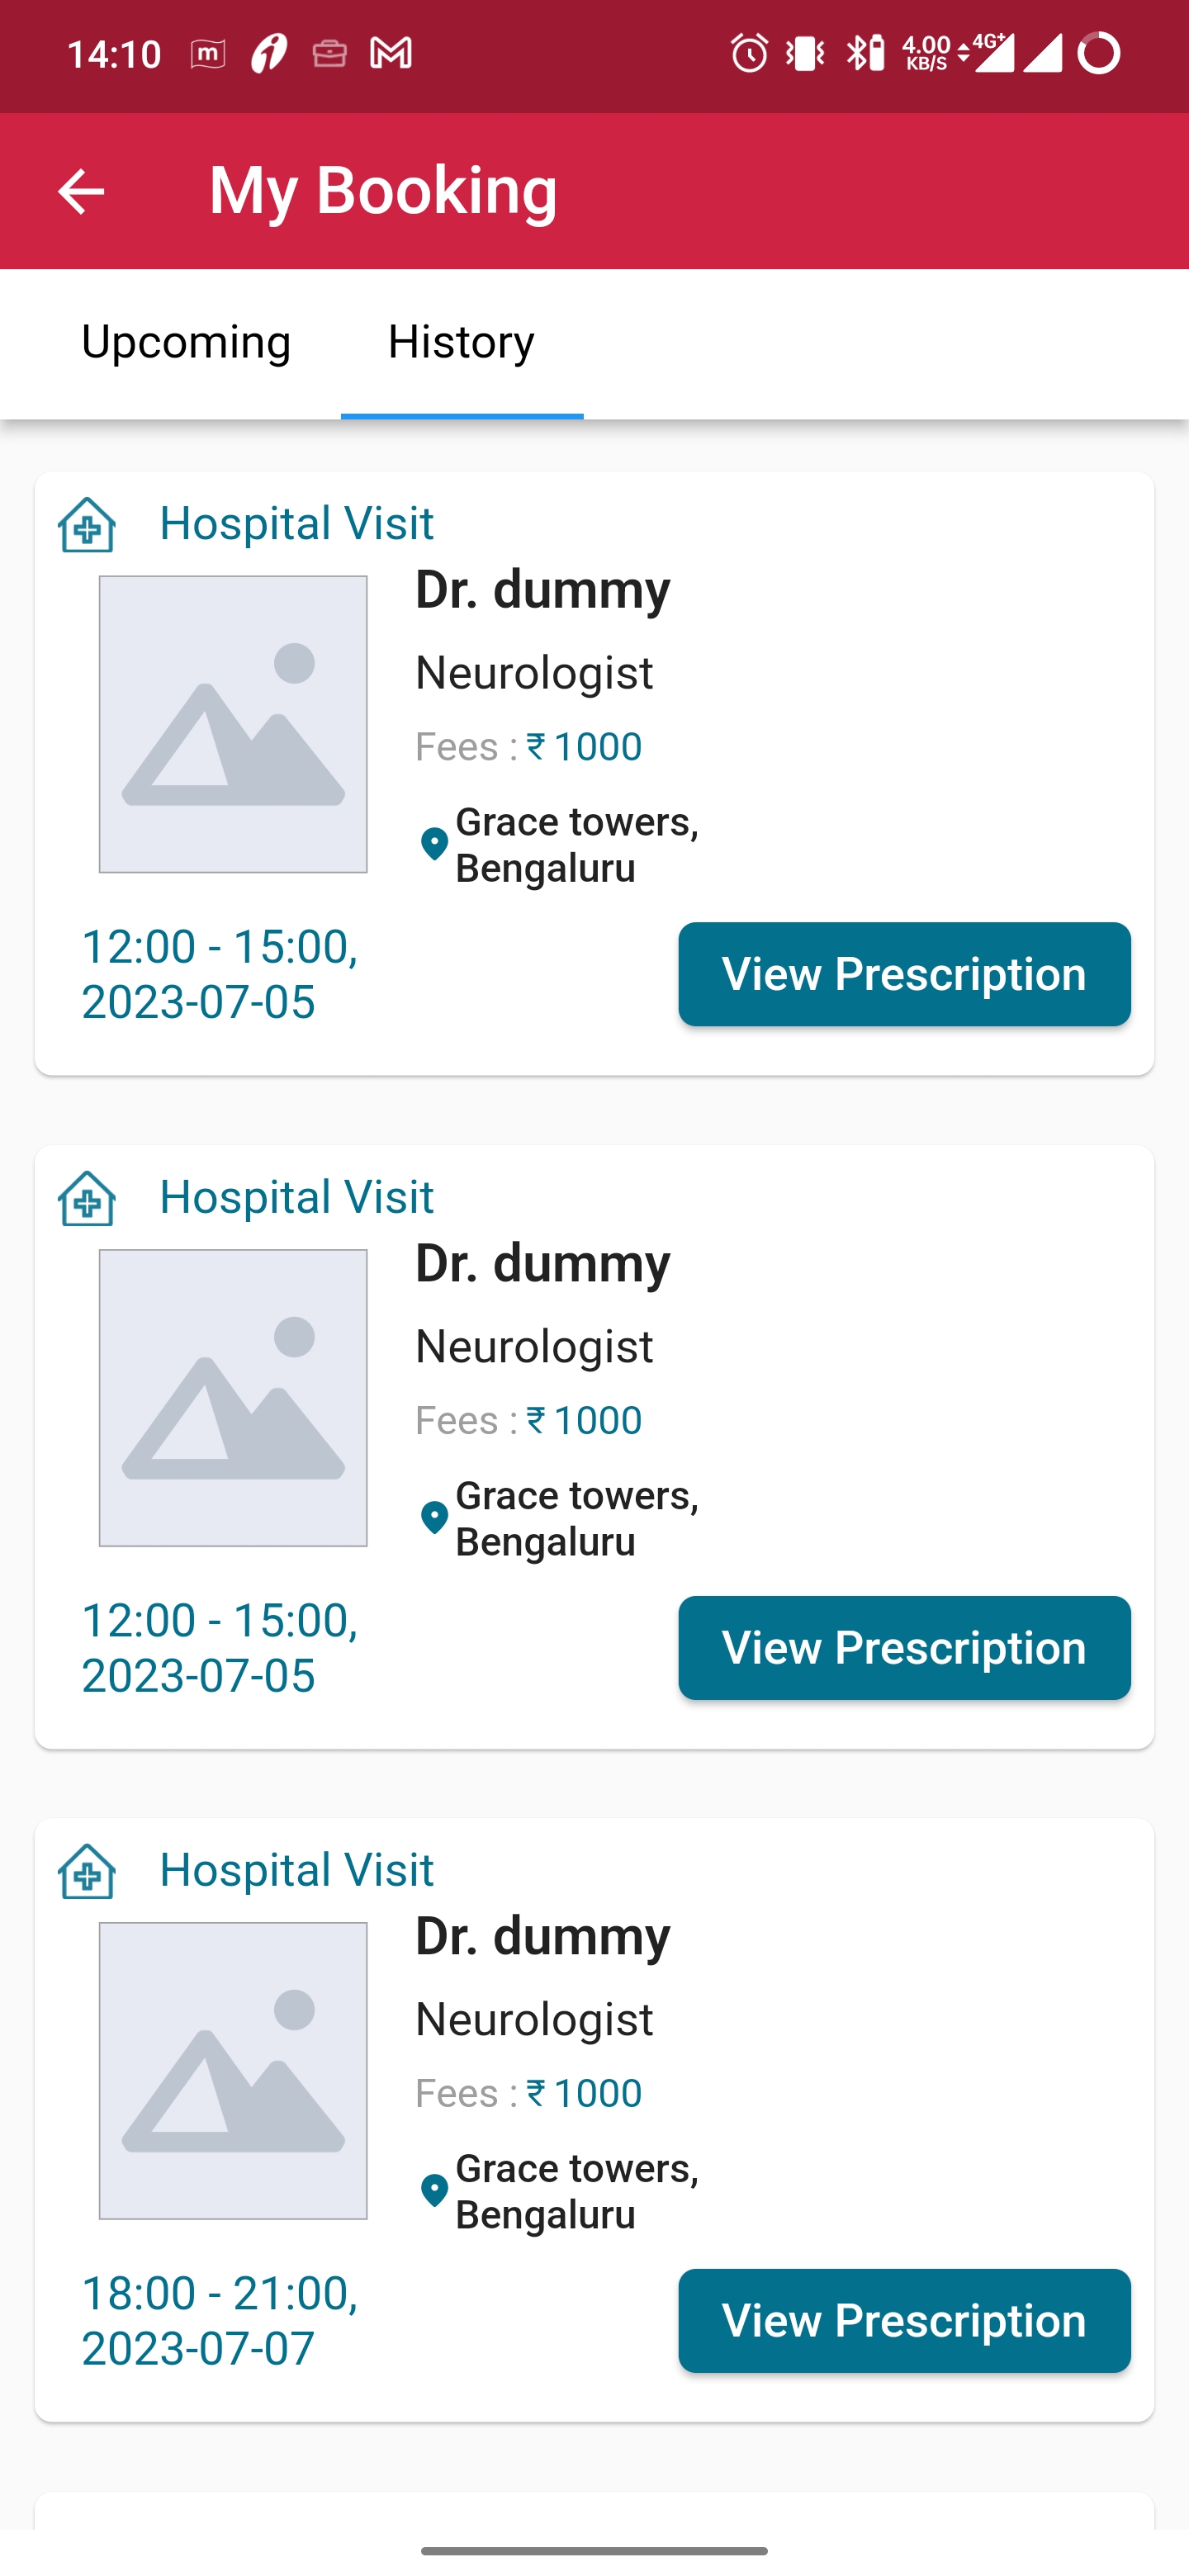 14:10 m 4.00 KB/S 4G+
My Booking
Upcoming History
Hospital Visit
Dr. dummy
Neurologist
Fees : ₹ 1000
Grace towers,
Bengaluru
12:00 - 15:00,
2023-07-05
View Prescription
Hospital Visit
Dr. dummy
Neurologist
Fees : ₹ 1000
Grace towers,
Bengaluru
12:00 - 15:00,
2023-07-05
View Prescription
Hospital Visit
Dr. dummy
Neurologist
Fees : ₹ 1000
Grace towers,
Bengaluru
18:00 - 21:00,
2023-07-07
View Prescription